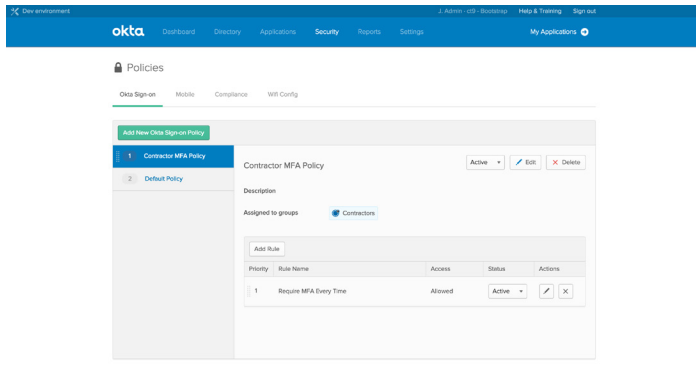 Dev environment
J. Admin - ct9 - Bootstrap Help & Training Sign out
okta Dashboard Directory Applications Security Reports Settings My Applications
Policies
Okta Sign-on Mobile Compliance Wifi Config
Add New Okta Sign-on Policy
1 Contractor MFA Policy
2 Default Policy
Contractor MFA Policy
Active Edit Delete
Description
Assigned to groups Contractors
Add Rule
Priority Rule Name Access Status Actions
1 Require MFA Every Time Allowed Active